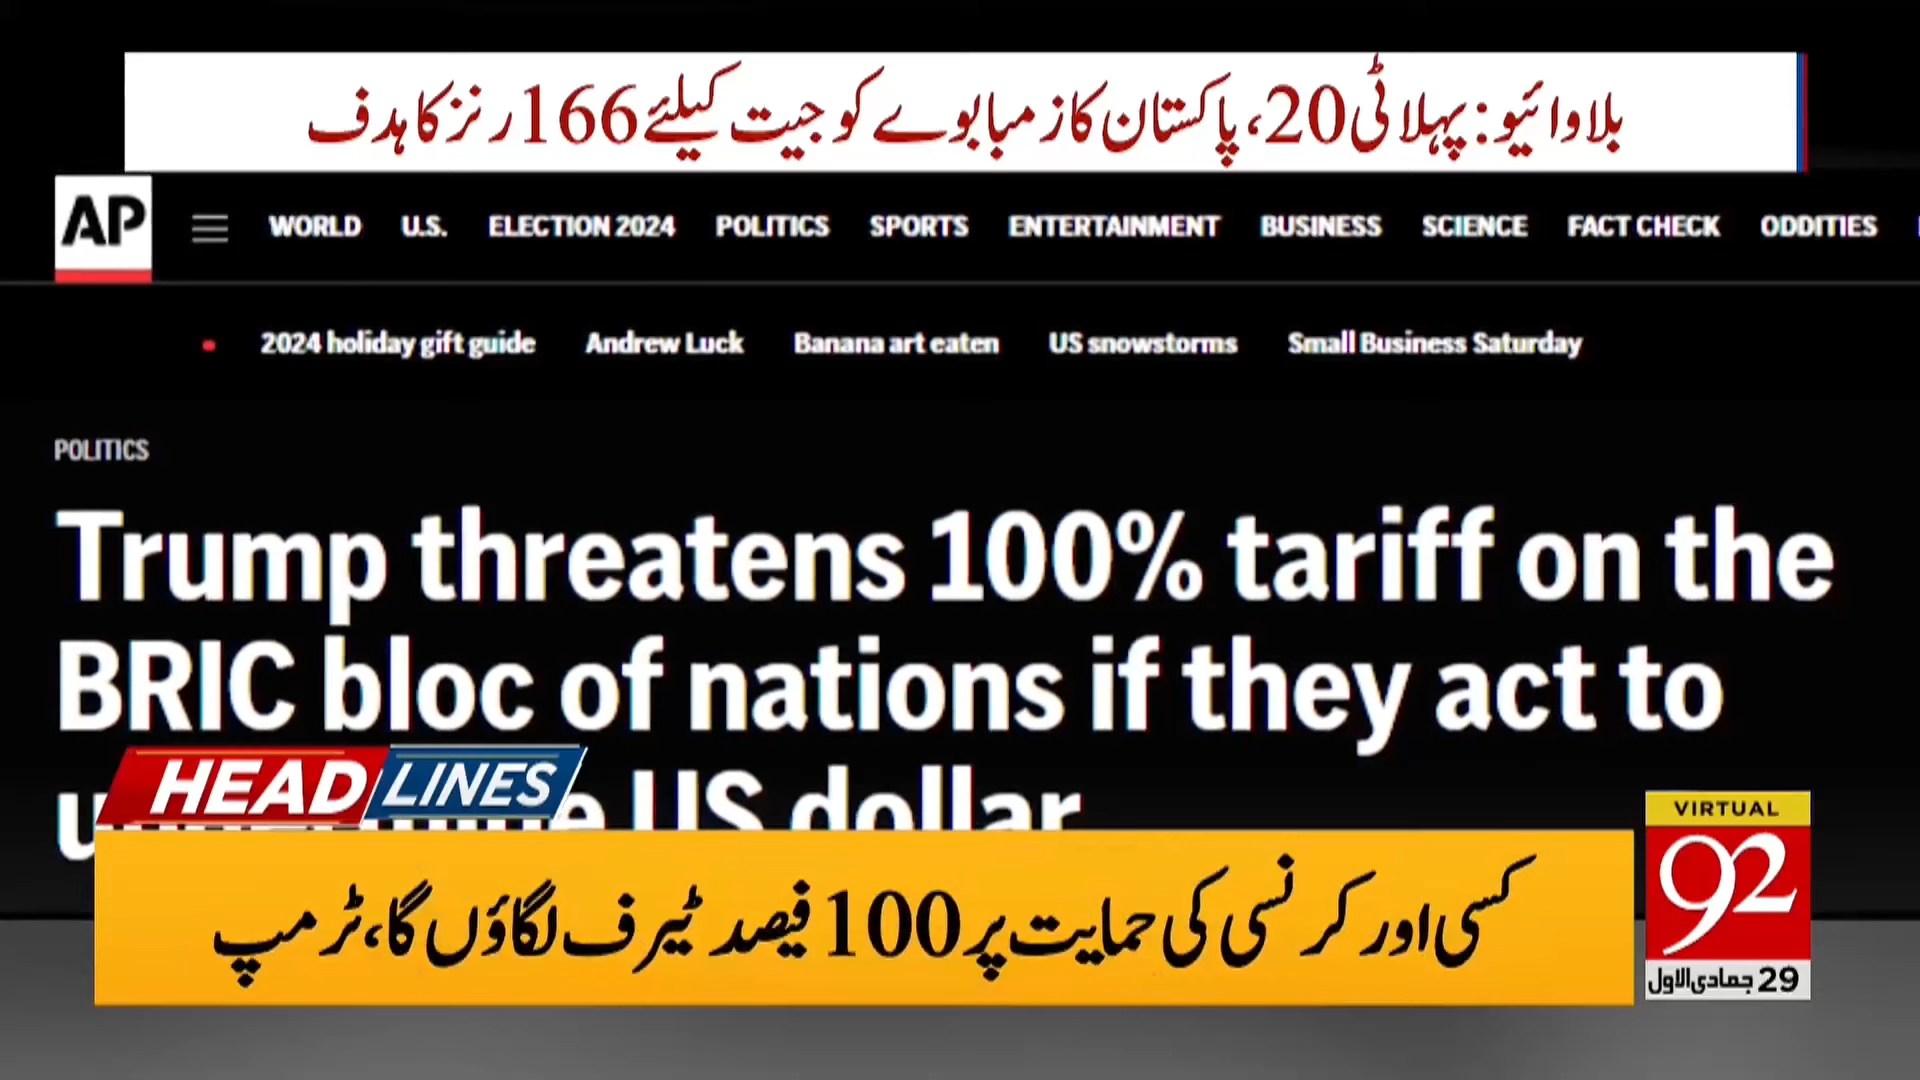 بلاوائیو: پہلا ٹی 20، پاکستان کا زمبابوے کو جیت کیلئے 166 رنز کا ہدف
AP
WORLD U.S. ELECTION 2024 POLITICS SPORTS ENTERTAINMENT BUSINESS SCIENCE FACT CHECK ODDITIES
2024 holiday gift guide Andrew Luck Banana art eaten US snowstorms Small Business Saturday
POLITICS
Trump threatens 100% tariff on the
BRIC bloc of nations if they act to
US dollar
HEADLINES
کسی اور کرنسی کی حمایت پر 100 فیصد ٹیرف لگاؤں گا، ٹرمپ
VIRTUAL
92
29 جمادی الاول